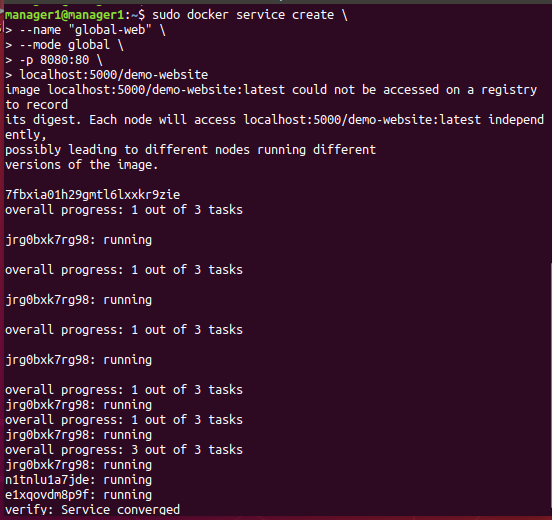 manager1@manager1:~$ sudo docker service create \
> --name "global-web" \
> --mode global \
> -p 8080:80 \
> localhost:5000/demo-website
image localhost:5000/demo-website:latest could not be accessed on a registry
to record
its digest. Each node will access localhost:5000/demo-website:latest independ
ently,
possibly leading to different nodes running different
versions of the image.
7fbxia01h29gmtl6lxxkr9zie
overall progress: 1 out of 3 tasks
jrg0bxk7rg98: running
overall progress: 1 out of 3 tasks
jrg0bxk7rg98: running
overall progress: 1 out of 3 tasks
jrg0bxk7rg98: running
overall progress: 1 out of 3 tasks
jrg0bxk7rg98: running
overall progress: 1 out of 3 tasks
jrg0bxk7rg98: running
overall progress: 3 out of 3 tasks
jrg0bxk7rg98: running
n1tnlu1a7jde: running
e1xqovdm8p9f: running
verify: Service converged